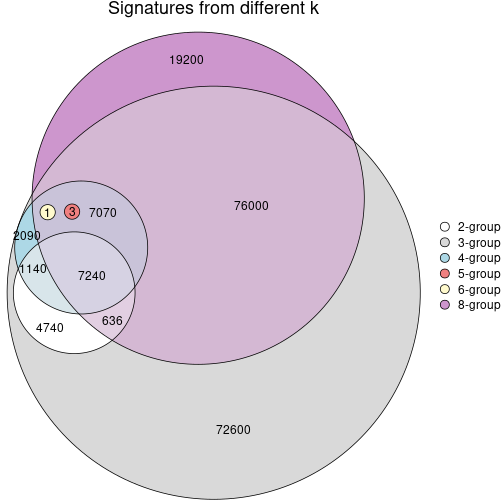 Signatures from different k
19200
76000
1
3
7070
2090
1140
7240
4740
636
72600
2-group
3-group
4-group
5-group
6-group
8-group